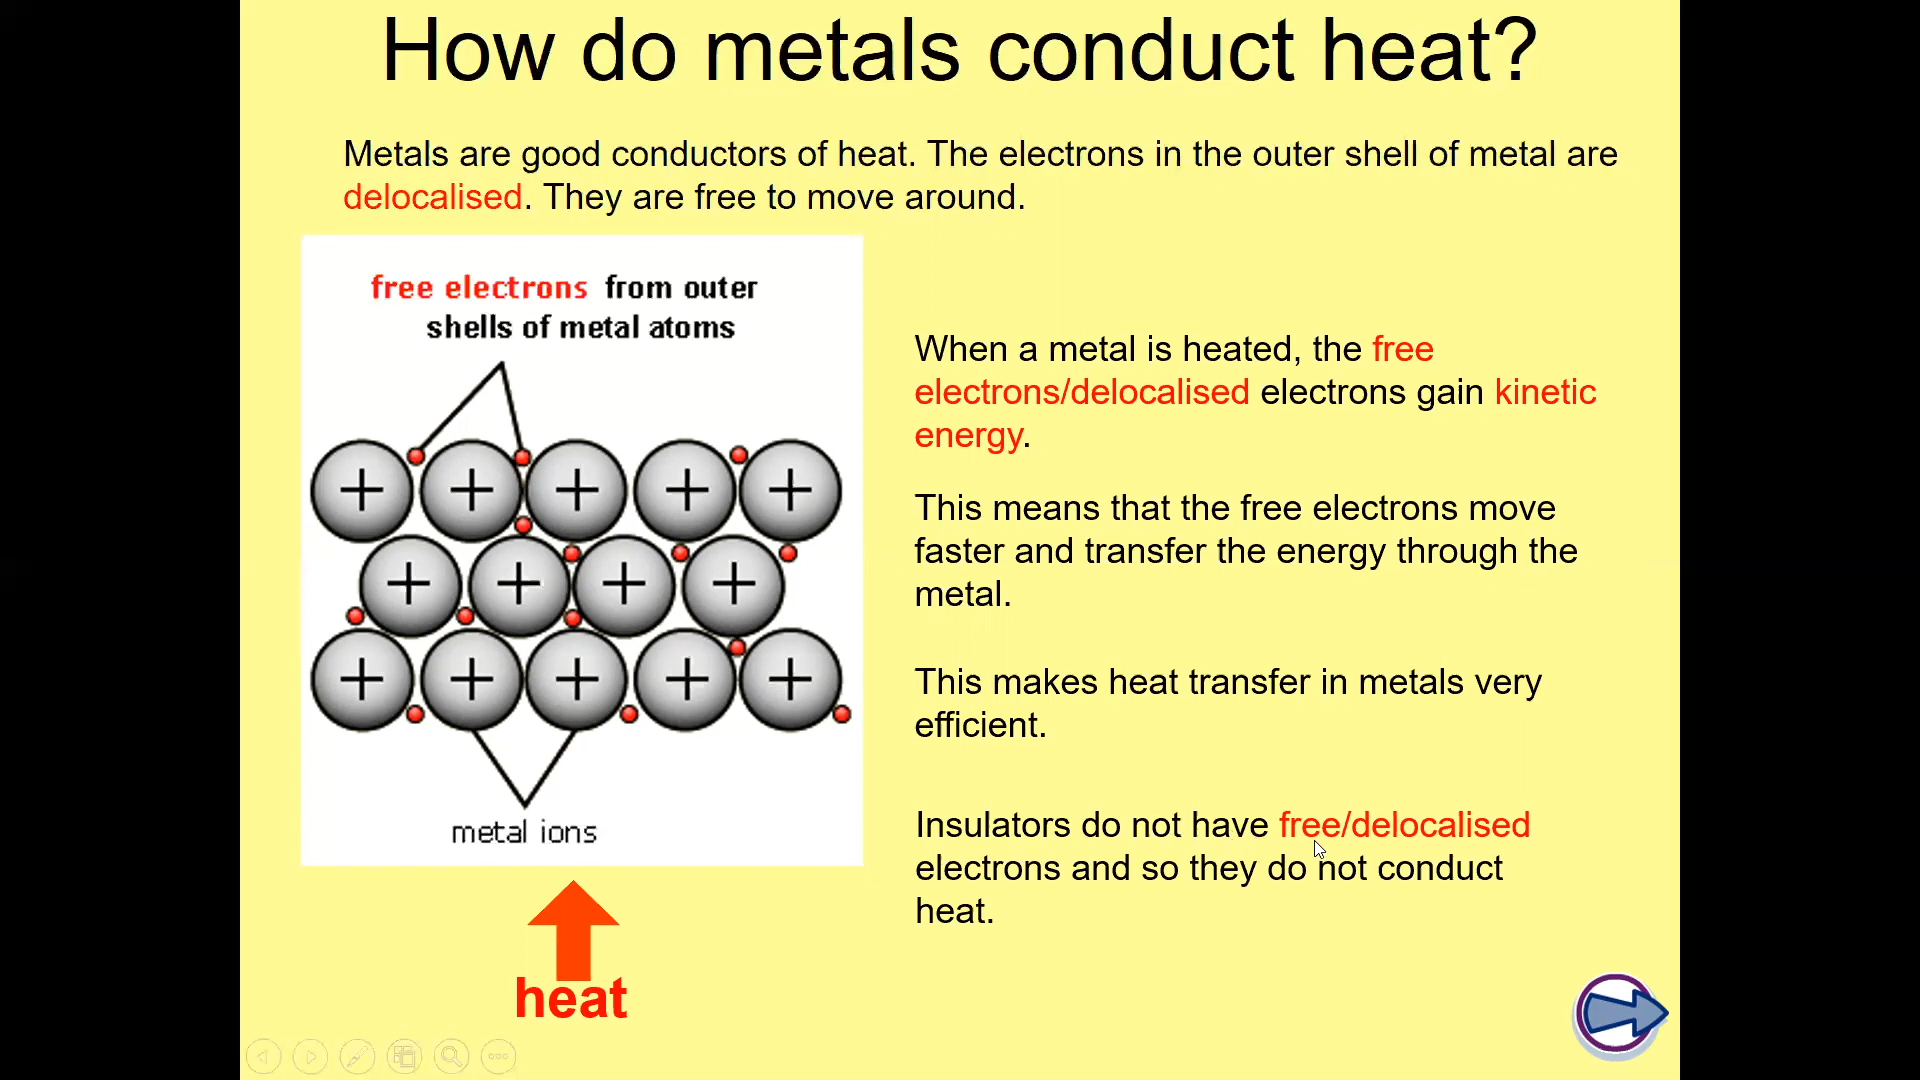 How do metals conduct heat?
Metals are good conductors of heat. The electrons in the outer shell of metal are
delocalised. They are free to move around.
free electrons from outer
shells of metal atoms
+ + + + +
+ + + +
+ + + + +
metal ions
heat
When a metal is heated, the free
electrons/delocalised electrons gain kinetic
energy.
This means that the free electrons move
faster and transfer the energy through the
metal.
This makes heat transfer in metals very
efficient.
Insulators do not have free/delocalised
electrons and so they do not conduct
heat.